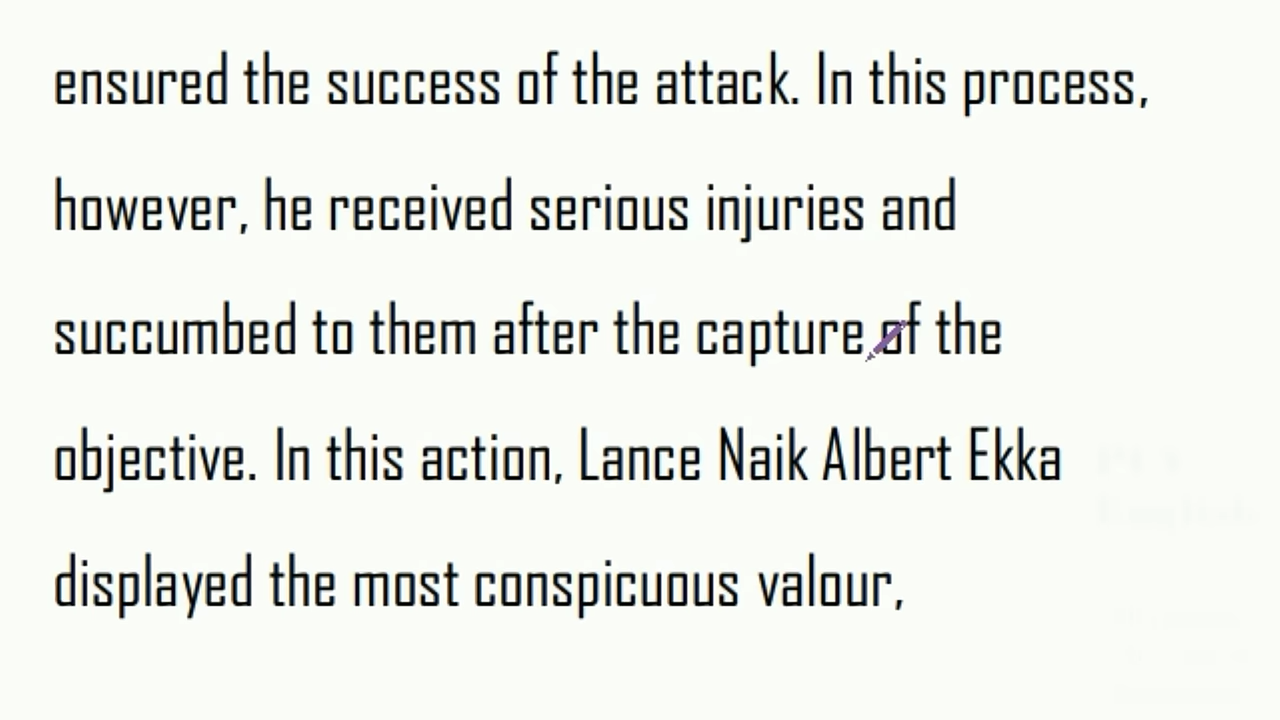 ensured the success of the attack. In this process,
however, he received serious injuries and
succumbed to them after the capture of the
objective. In this action, Lance Naik Albert Ekka
displayed the most conspicuous valour,